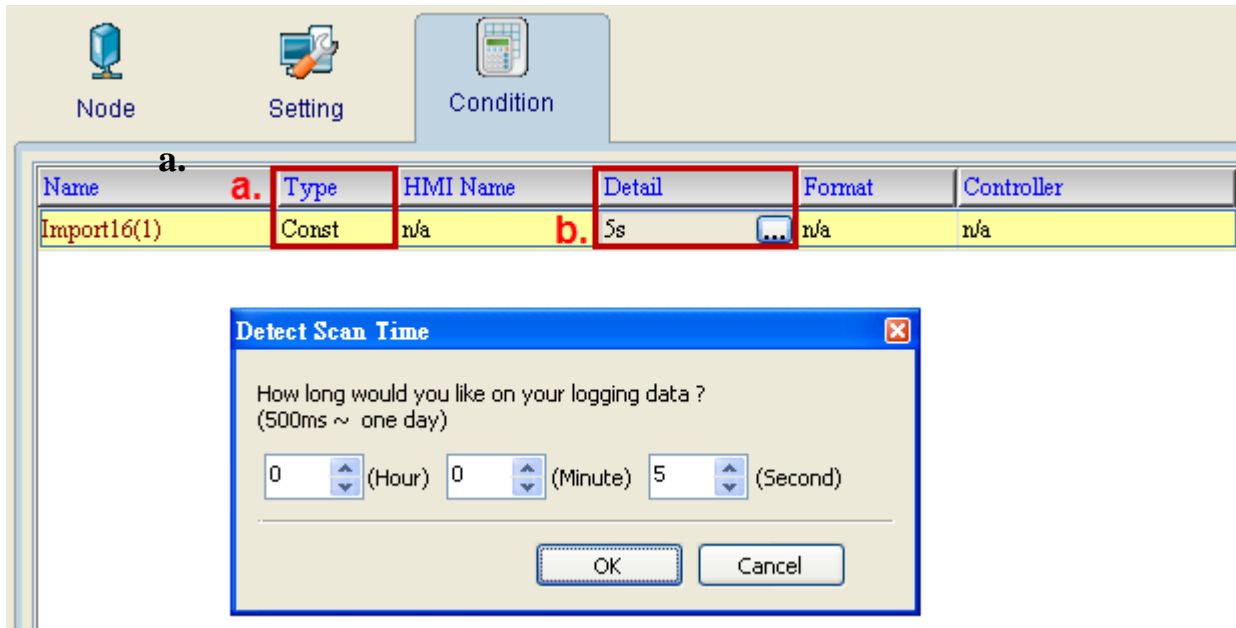 Node Setting Condition
a.
Name a. Type HMI Name Detail Format Controller
Import16(1) Const n/a b. 5s ... n/a n/a
Detect Scan Time
How long would you like on your logging data ?
(500ms ~ one day)
0 (Hour) 0 (Minute) 5 (Second)
OK Cancel